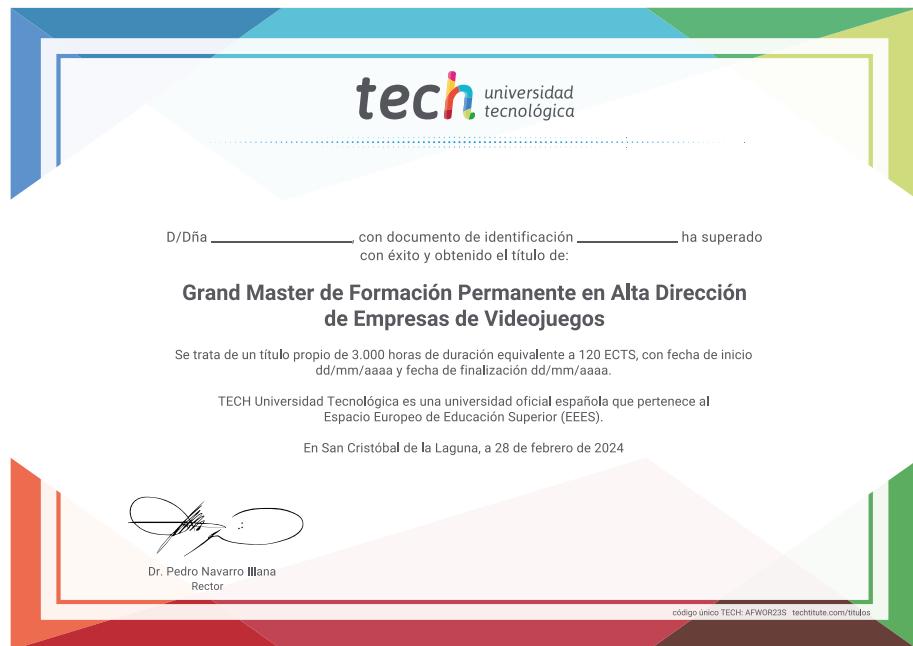 tech universidad
tecnológica
D/Dña ______________________, con documento de identificación ________________ ha superado
con éxito y obtenido el título de:
Grand Master de Formación Permanente en Alta Dirección
de Empresas de Videojuegos
Se trata de un título propio de 3.000 horas de duración equivalente a 120 ECTS, con fecha de inicio
dd/mm/aaaa y fecha de finalización dd/mm/aaaa.
TECH Universidad Tecnológica es una universidad oficial española que pertenece al
Espacio Europeo de Educación Superior (EEES).
En San Cristóbal de la Laguna, a 28 de febrero de 2024
Dr. Pedro Navarro Illana
Rector
código único TECH: AFWOR23S techtitute.com/titulos